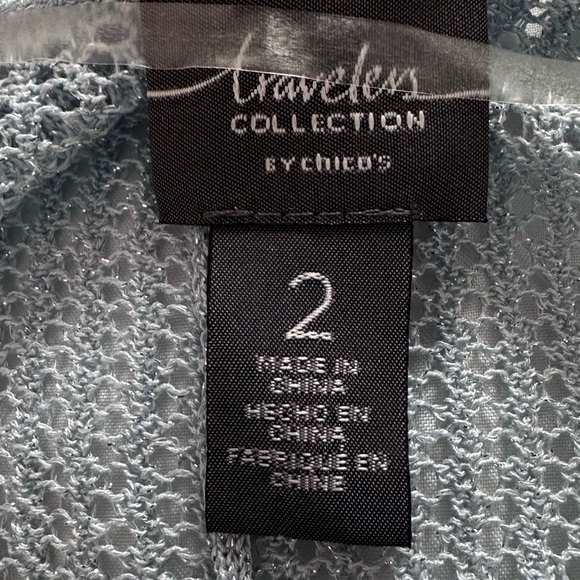 travelers
COLLECTION
BY chico's
2
MADE IN
CHINA
HECHO EN
CHINA
FABRIQUE EN
CHINE